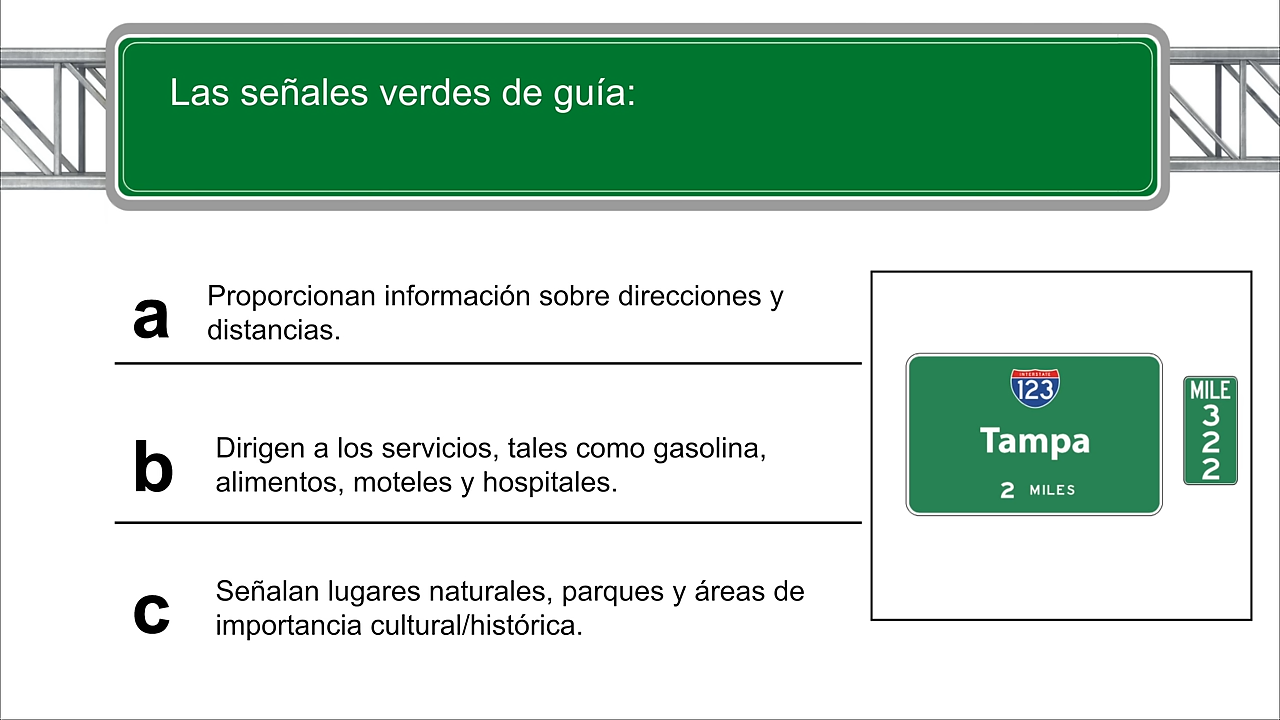 Las señales verdes de guía:
a
Proporcionan información sobre direcciones y
distancias.
b
Dirigen a los servicios, tales como gasolina,
alimentos, moteles y hospitales.
c
Señalan lugares naturales, parques y áreas de
importancia cultural/histórica.
INTERSTATE
123
Tampa
2 MILES
MILE
3
2
2